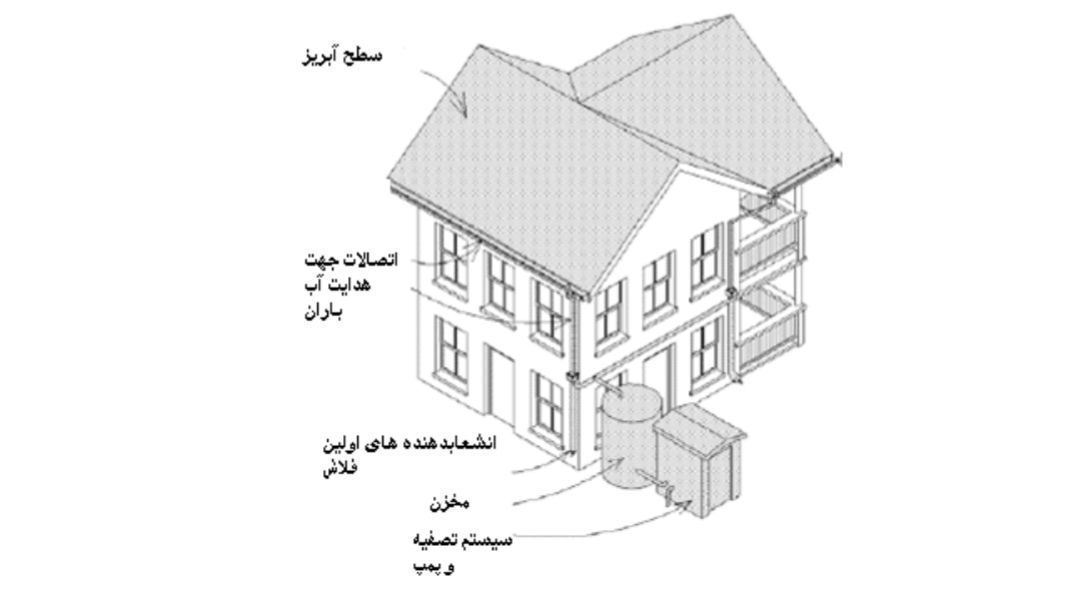 سطح آبریز
اتصالات جهت
هدایت آب
باران
انشعابدهنده های اولین
فلاش
مخزن
سیستم تصفیه
و پمپ